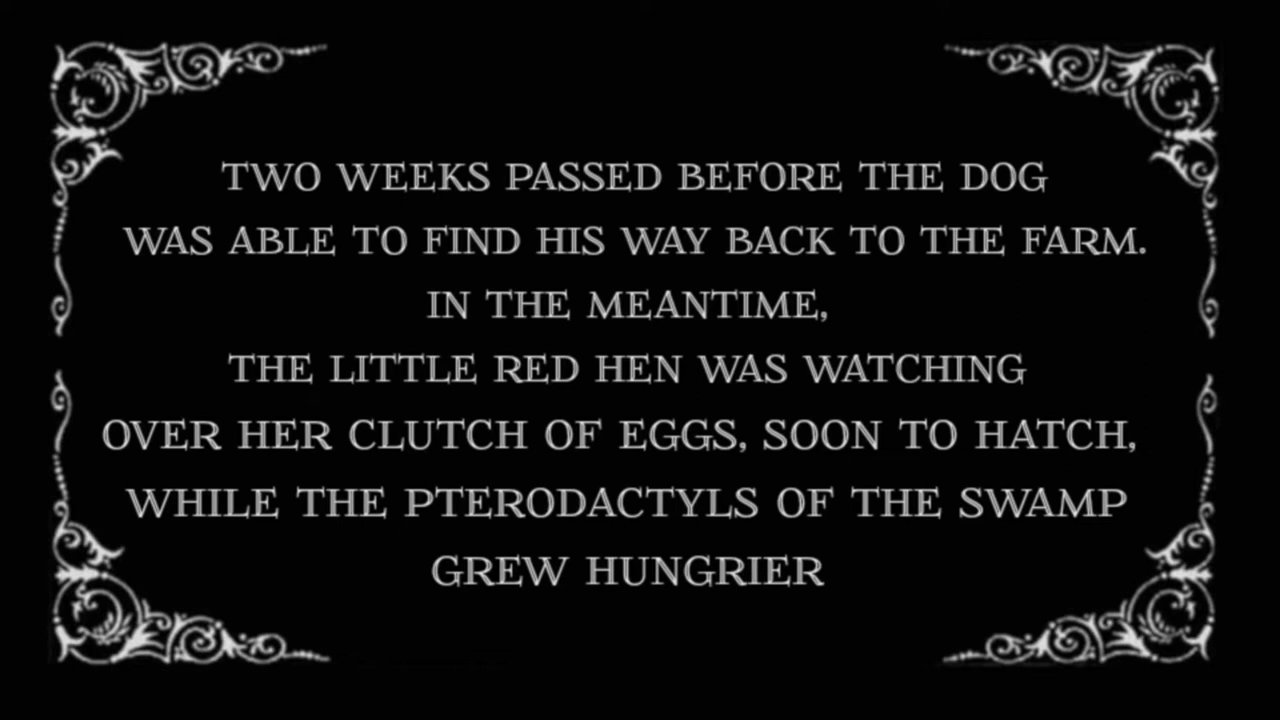 TWO WEEKS PASSED BEFORE THE DOG
WAS ABLE TO FIND HIS WAY BACK TO THE FARM.
IN THE MEANTIME,
THE LITTLE RED HEN WAS WATCHING
OVER HER CLUTCH OF EGGS, SOON TO HATCH,
WHILE THE PTERODACTYLS OF THE SWAMP
GREW HUNGRIER